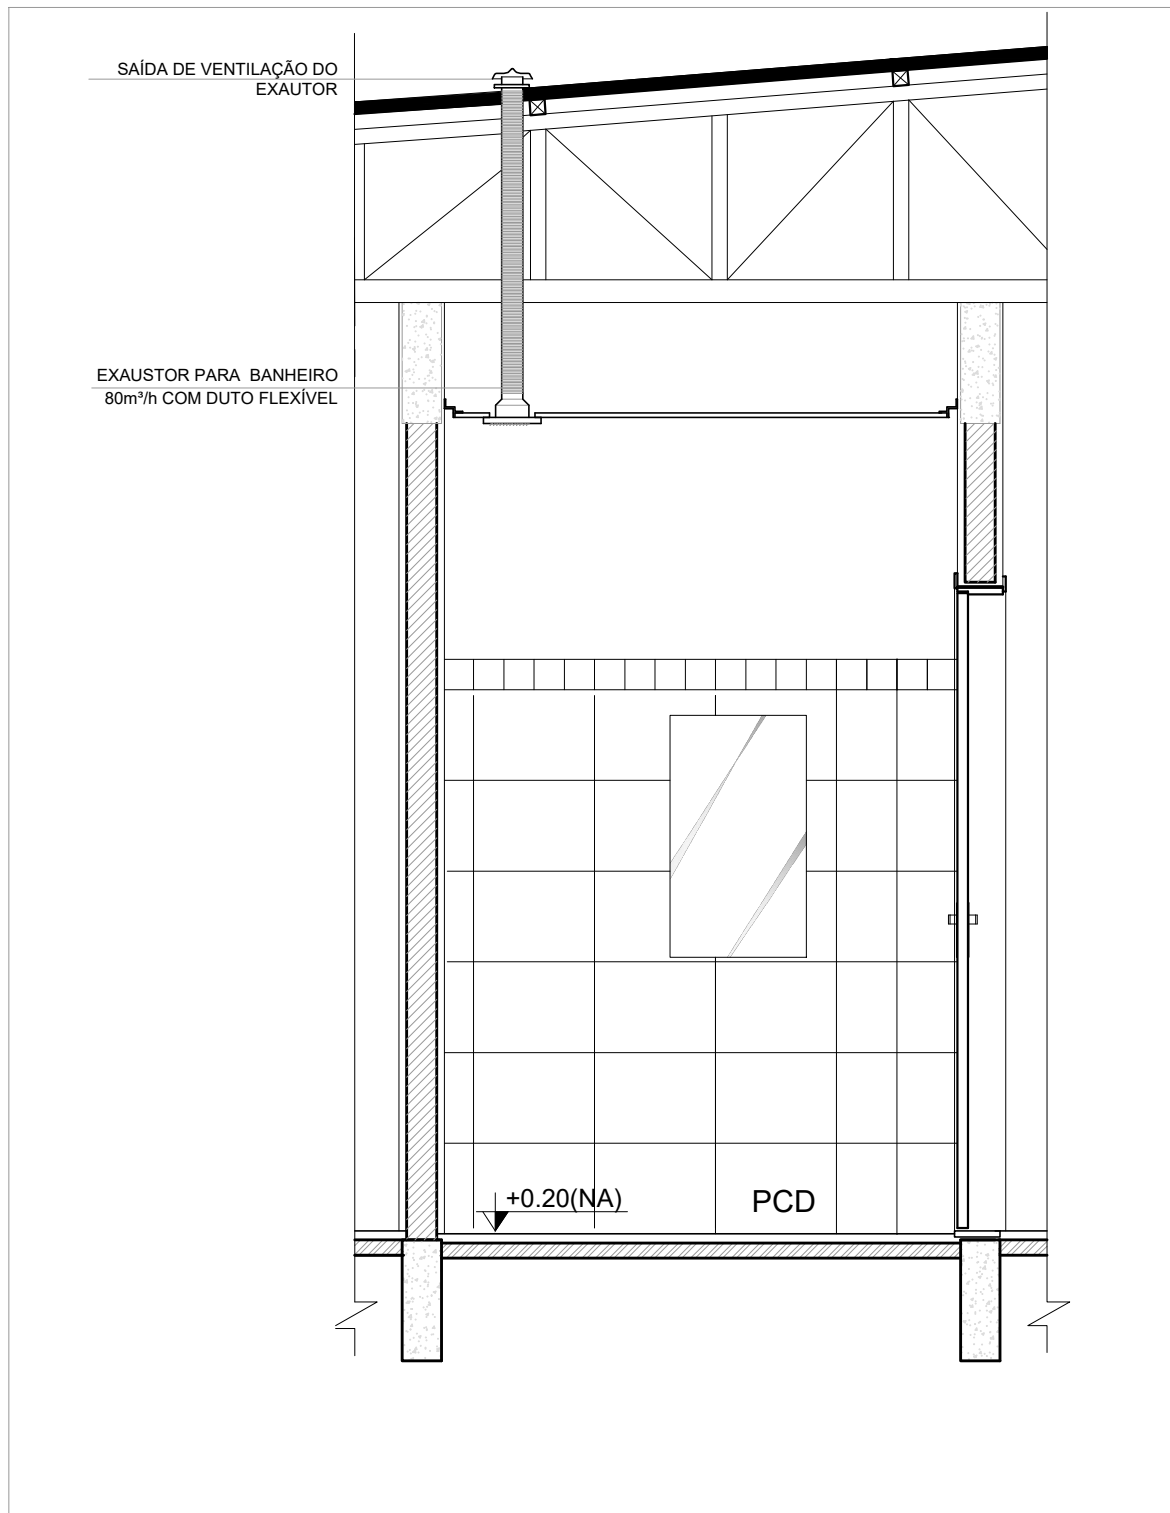 SAÍDA DE VENTILAÇÃO DO
EXAUTOR
EXAUSTOR PARA BANHEIRO
80m³/h COM DUTO FLEXÍVEL
+0.20(NA)
PCD